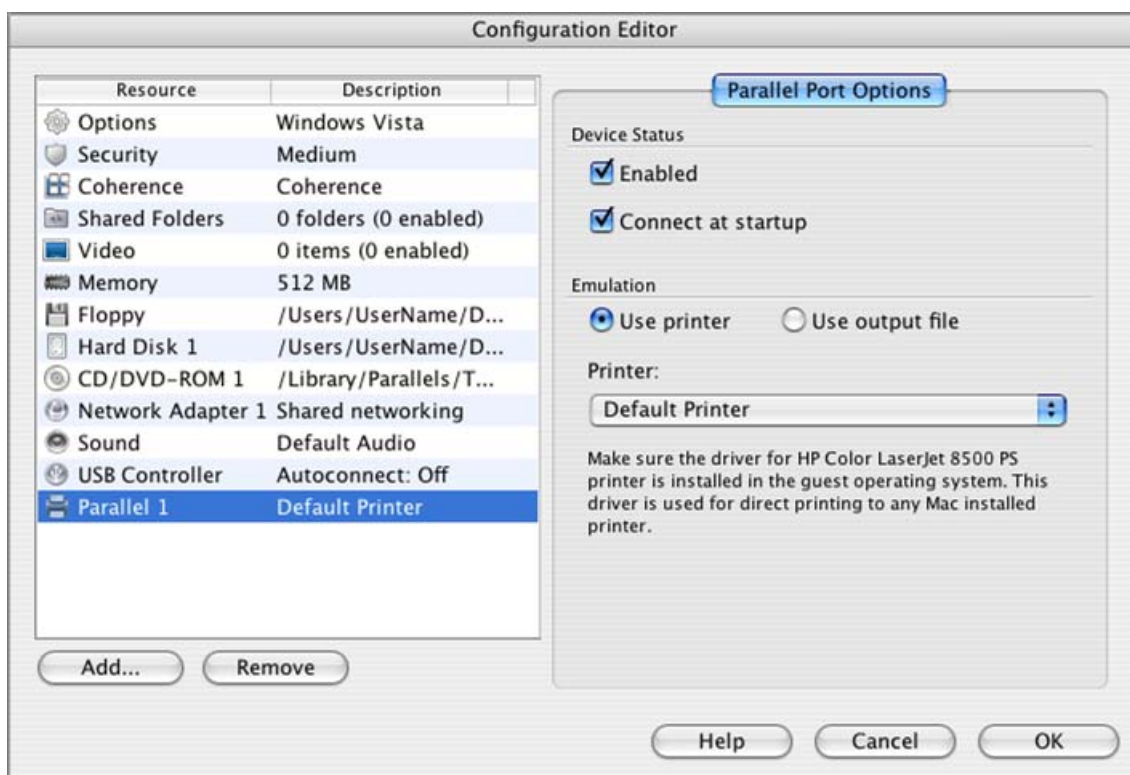 Configuration Editor
Resource Description
Options Windows Vista
Security Medium
Coherence Coherence
Shared Folders 0 folders (0 enabled)
Video 0 items (0 enabled)
Memory 512 MB
Floppy /Users/UserName/D...
Hard Disk 1 /Users/UserName/D...
CD/DVD-ROM 1 /Library/Parallels/T...
Network Adapter 1 Shared networking
Sound Default Audio
USB Controller Autoconnect: Off
Parallel 1 Default Printer
Add... Remove
Parallel Port Options
Device Status
Enabled
Connect at startup
Emulation
Use printer Use output file
Printer:
Default Printer
Make sure the driver for HP Color LaserJet 8500 PS
printer is installed in the guest operating system. This
driver is used for direct printing to any Mac installed
printer.
Help Cancel OK